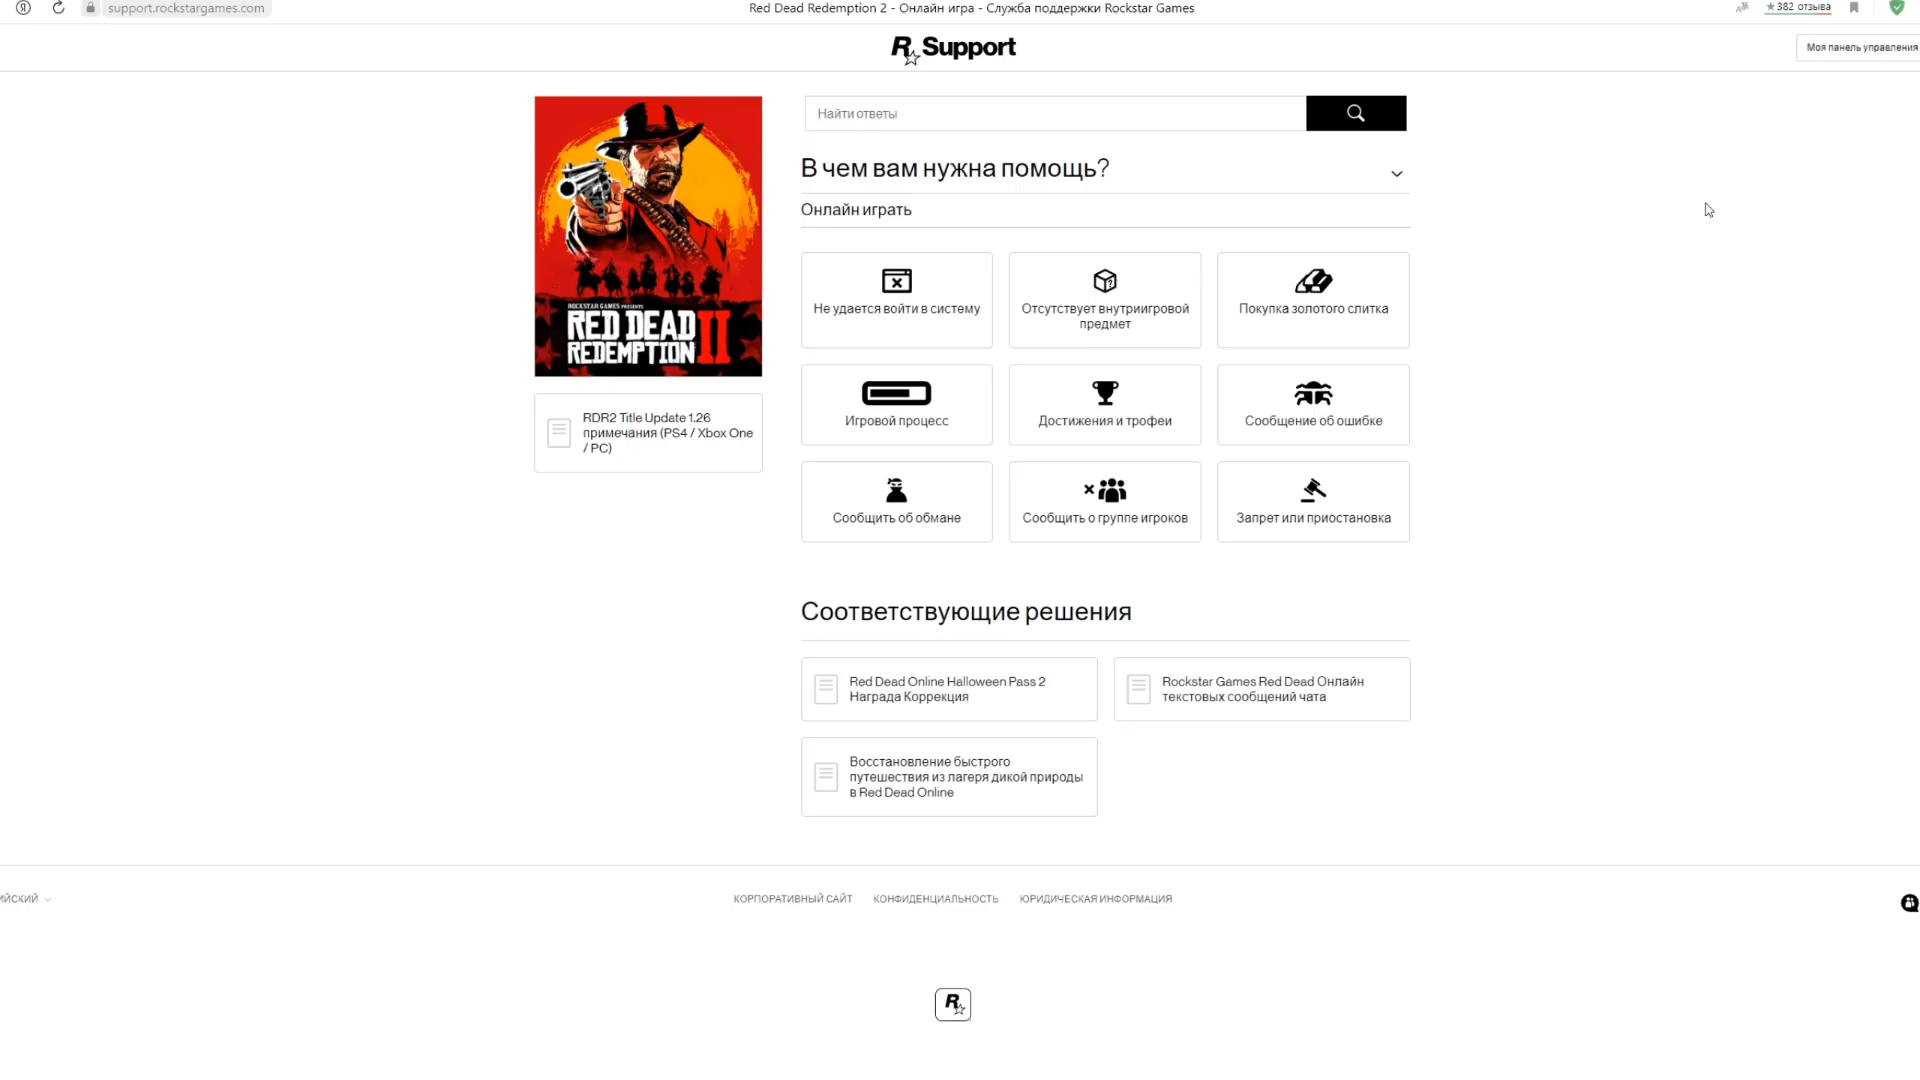 support.rockstargames.com
Red Dead Redemption 2 - Онлайн игра - Служба поддержки Rockstar Games
★ 382 отзыва
R Support
Моя панель управления
Найти ответы
В чем вам нужна помощь?
Онлайн играть
ROCKSTAR GAMES PRESENTS
RED DEAD
REDEMPTION II
RDR2 Title Update 1.26
примечания (PS4 / Xbox One
/ PC)
Не удается войти в систему
Отсутствует внутриигровой
предмет
Покупка золотого слитка
Игровой процесс
Достижения и трофеи
Сообщение об ошибке
Сообщить об обмане
Сообщить о группе игроков
Запрет или приостановка
Соответствующие решения
Red Dead Online Halloween Pass 2
Награда Коррекция
Rockstar Games Red Dead Онлайн
текстовых сообщений чата
Восстановление быстрого
путешествия из лагеря дикой природы
в Red Dead Online
ийский
КОРПОРАТИВНЫЙ САЙТ
КОНФИДЕНЦИАЛЬНОСТЬ
ЮРИДИЧЕСКАЯ ИНФОРМАЦИЯ
R